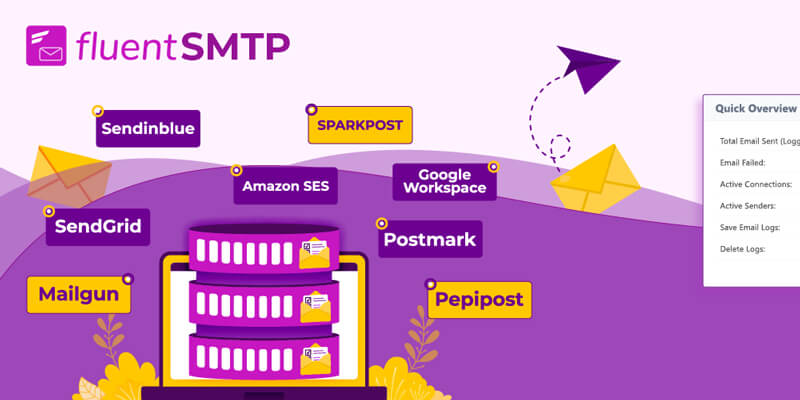 fluentSMTP
Sendinblue
SPARKPOST
Amazon SES
Google
Workspace
SendGrid
Postmark
Mailgun
Pepipost
Quick Overview
Total Email Sent (Logg
Email Failed:
Active Connections:
Active Senders:
Save Email Logs:
Delete Logs: